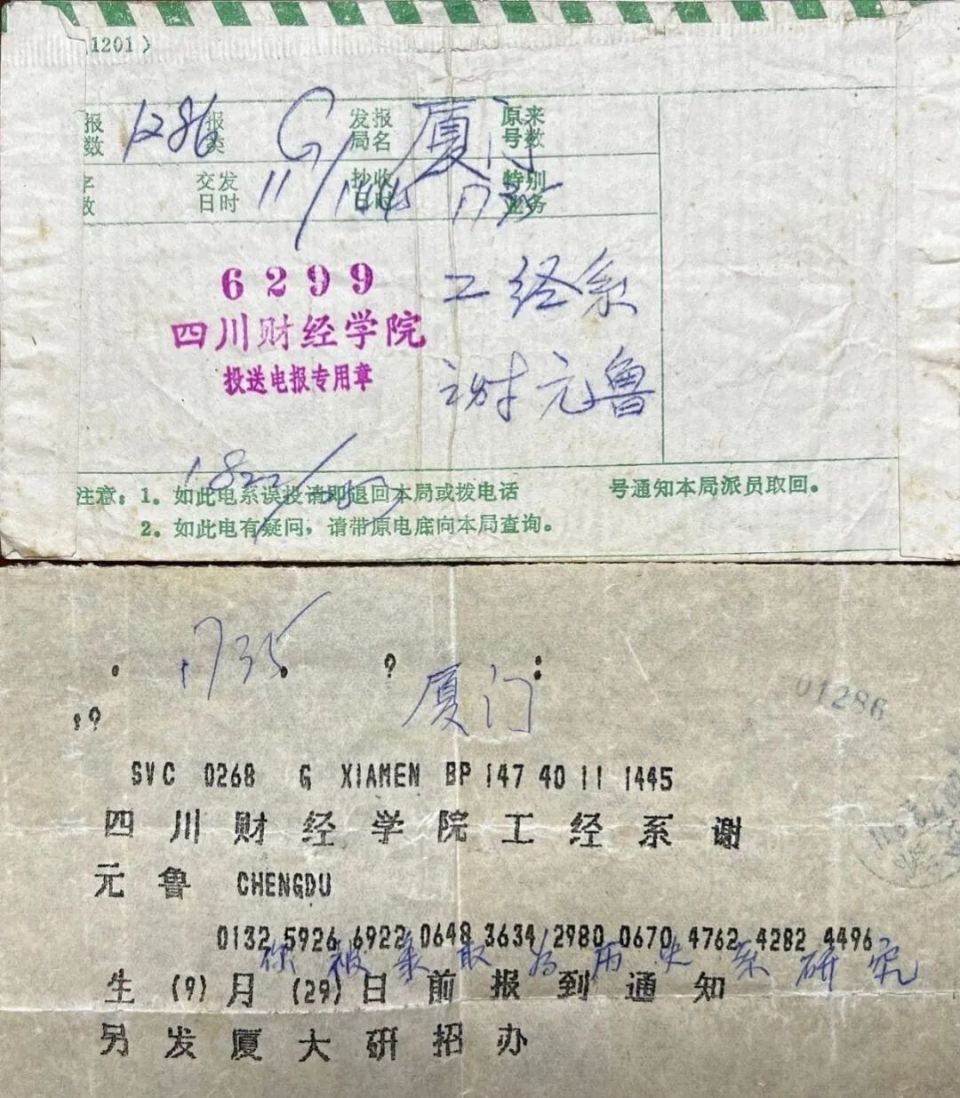 1201）
报数 1286 报类 G 发报局名 厦门 原来号数
字数 交发日时 11/1445 抄收日时 1735 特别业务
6299
四川财经学院
投送电报专用章
工经系
谢元鲁
1822/
注意：1. 如此电系误投请即退回本局或拨电话 号通知本局派员取回。
2. 如此电有疑问，请带原电底向本局查询。
1735 ? :
厦门
:?
01286
SVC 0268 G XIAMEN BP 147 40 11 1445
四川财经学院工经系谢
元鲁 CHENGDU
0132 5926 6922 0648 3634 2980 0670 4762 4282 4496
你被录取为历史系研究
生(9)月(29)日前报到通知
另发厦大研招办